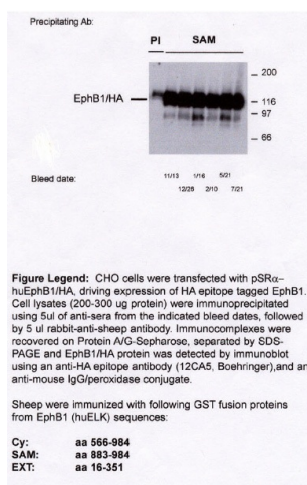 Precipitating Ab:
PI SAM
200
EphB1/HA
116
97
66
Bleed date: 11/13 1/16 5/21
12/28 2/10 7/21
Figure Legend: CHO cells were transfected with pSRα–
huEphB1/HA, driving expression of HA epitope tagged EphB1.
Cell lysates (200-300 ug protein) were immunoprecipitated
using 5ul of anti-sera from the indicated bleed dates, followed
by 5 ul rabbit-anti-sheep antibody. Immunocomplexes were
recovered on Protein A/G-Sepharose, separated by SDS-
PAGE and EphB1/HA protein was detected by immunoblot
using an anti-HA epitope antibody (12CA5, Boehringer),and an
anti-mouse IgG/peroxidase conjugate.
Sheep were immunized with following GST fusion proteins
from EphB1 (huELK) sequences:
Cy: aa 566-984
SAM: aa 883-984
EXT: aa 16-351